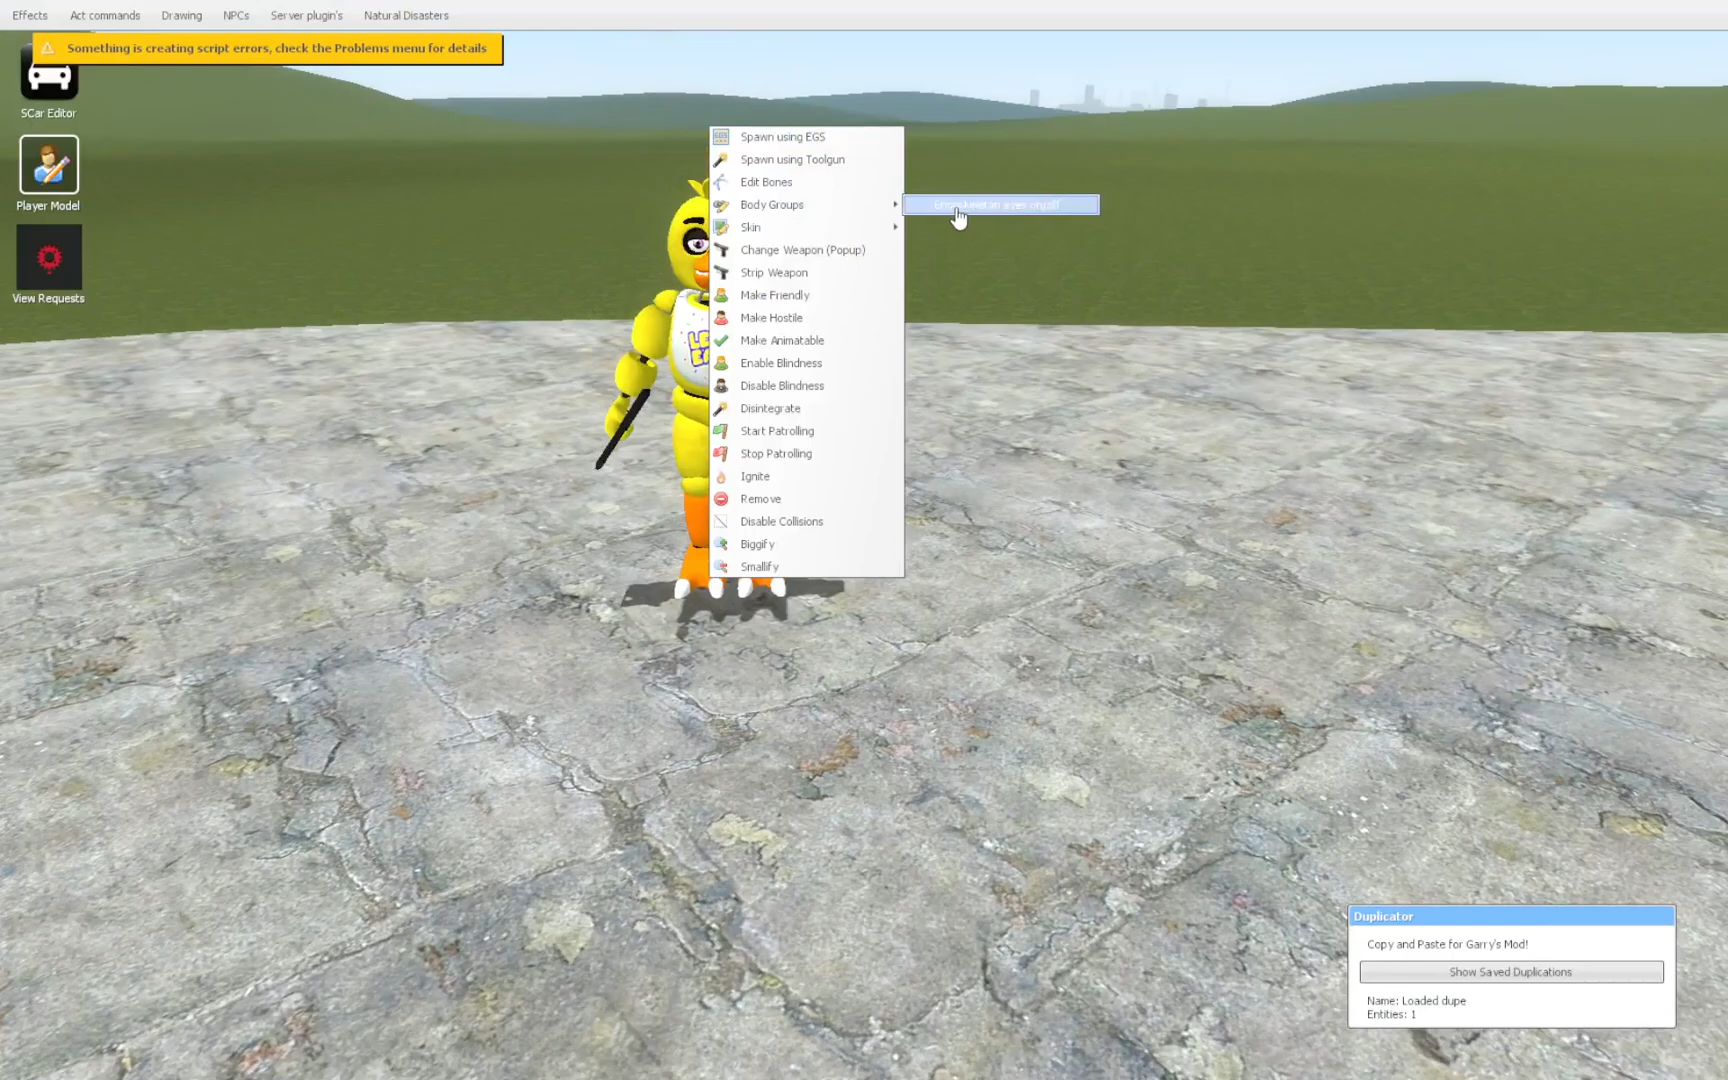 Effects Act commands Drawing NPCs Server plugin's Natural Disasters
Something is creating script errors, check the Problems menu for details
SCar Editor
Player Model
View Requests
Spawn using EGS
Spawn using Toolgun
Edit Bones
Body Groups
Skin
Change Weapon (Popup)
Strip Weapon
Make Friendly
Make Hostile
Make Animatable
Enable Blindness
Disable Blindness
Disintegrate
Start Patrolling
Stop Patrolling
Ignite
Remove
Disable Collisions
Biggify
Smallify
on/off
Duplicator
Copy and Paste for Garry's Mod!
Show Saved Duplications
Name: Loaded dupe
Entities: 1